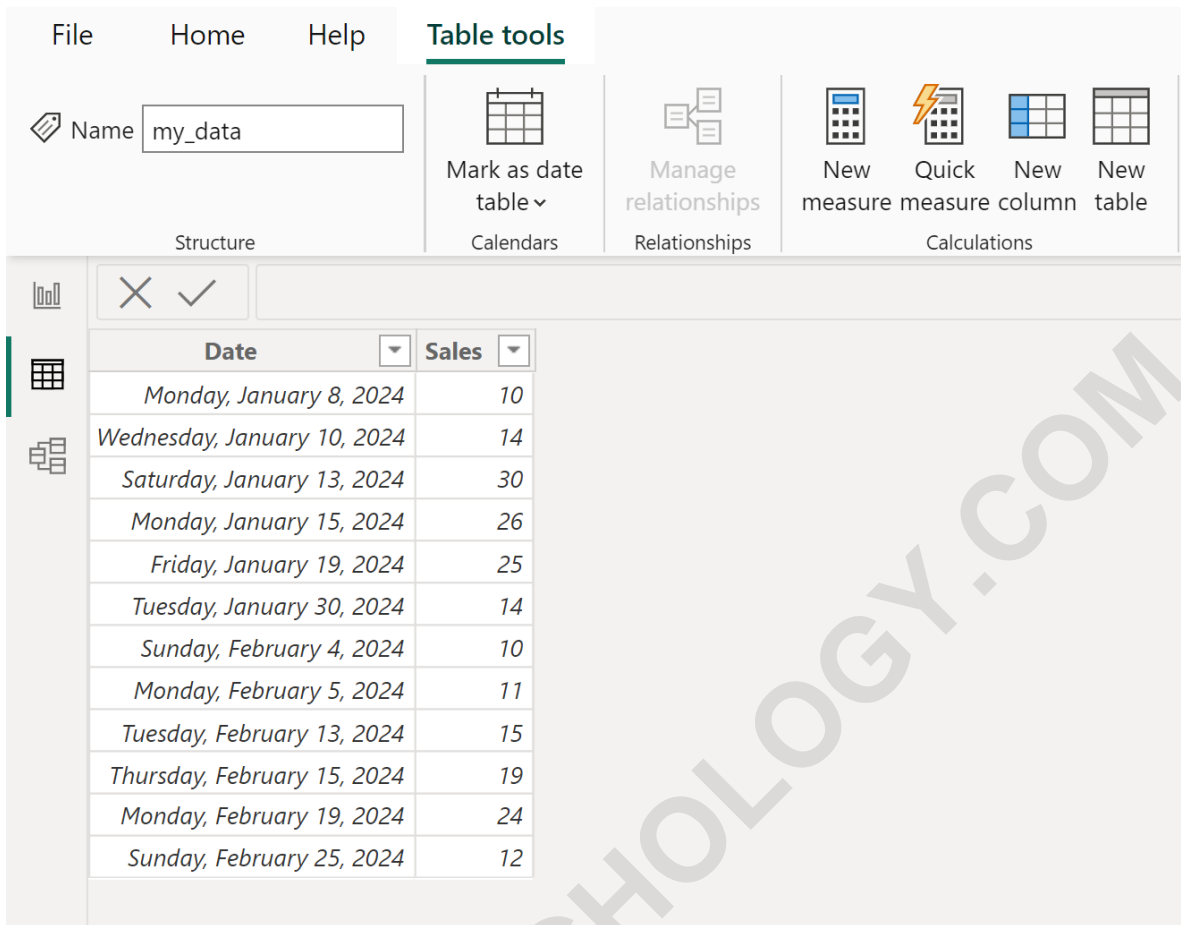 File Home Help Table tools
Name my_data
Mark as date
table
Manage
relationships
New
measure
Quick
measure
New
column
New
table
Structure Calendars Relationships Calculations
Date Sales
Monday, January 8, 2024 10
Wednesday, January 10, 2024 14
Saturday, January 13, 2024 30
Monday, January 15, 2024 26
Friday, January 19, 2024 25
Tuesday, January 30, 2024 14
Sunday, February 4, 2024 10
Monday, February 5, 2024 11
Tuesday, February 13, 2024 15
Thursday, February 15, 2024 19
Monday, February 19, 2024 24
Sunday, February 25, 2024 12
HOLOGY.COM